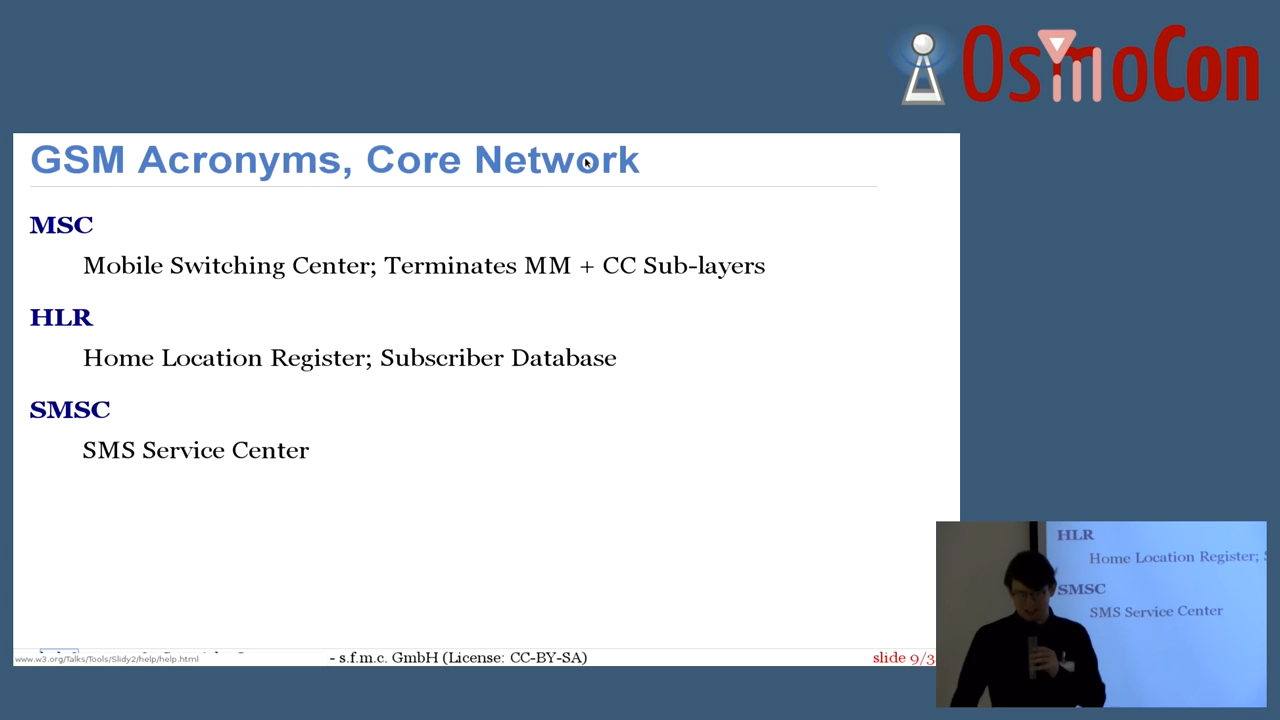 OsmoCon
GSM Acronyms, Core Network
MSC
Mobile Switching Center; Terminates MM + CC Sub-layers
HLR
Home Location Register; Subscriber Database
SMSC
SMS Service Center
www.w3.org/Talks/Tools/Slidy2/help/help.html
- s.f.m.c. GmbH (License: CC-BY-SA)
slide 9/3
HLR
Home Location Register;
SMSC
SMS Service Center